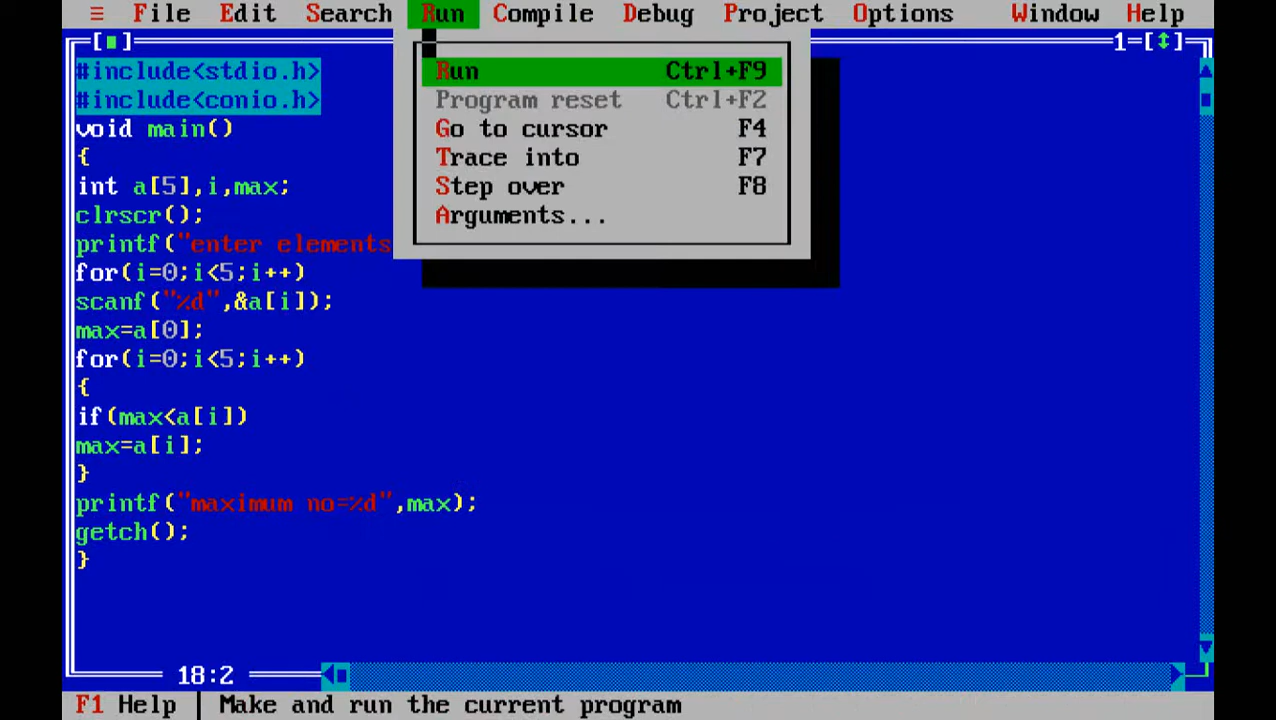 ≡ File Edit Search Run Compile Debug Project Options Window Help
[■] 1=[↕]
Run Ctrl+F9
Program reset Ctrl+F2
Go to cursor F4
Trace into F7
Step over F8
Arguments...
#include<stdio.h>
#include<conio.h>
void main()
{
int a[5],i,max;
clrscr();
printf("enter elements
for(i=0;i<5;i++)
scanf("%d",&a[i]);
max=a[0];
for(i=0;i<5;i++)
{
if(max<a[i])
max=a[i];
}
printf("maximum no=%d",max);
getch();
}
18:2
F1 Help │ Make and run the current program